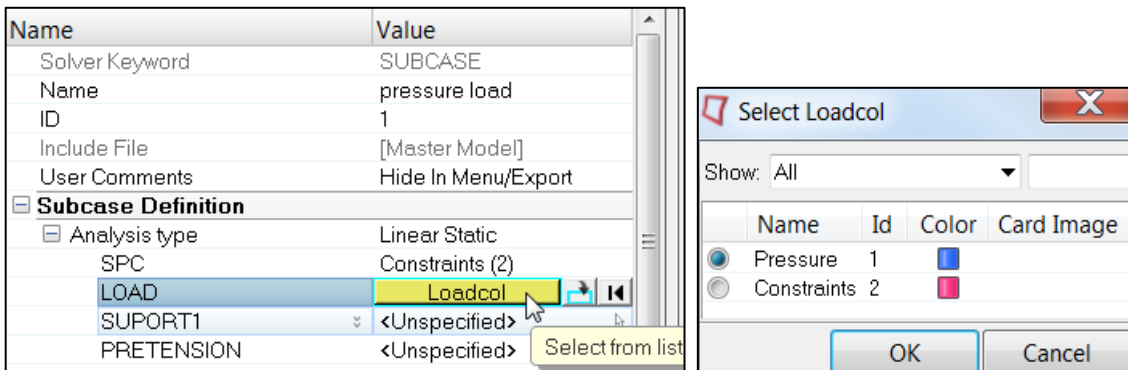 Name Value
Solver Keyword SUBCASE
Name pressure load
ID 1
Include File [Master Model]
User Comments Hide In Menu/Export
Subcase Definition
Analysis type Linear Static
SPC Constraints (2)
LOAD Loadcol
SUPORT1 <Unspecified>
PRETENSION <Unspecified>
Select from list
Select Loadcol
Show: All
Name Id Color Card Image
Pressure 1
Constraints 2
OK Cancel